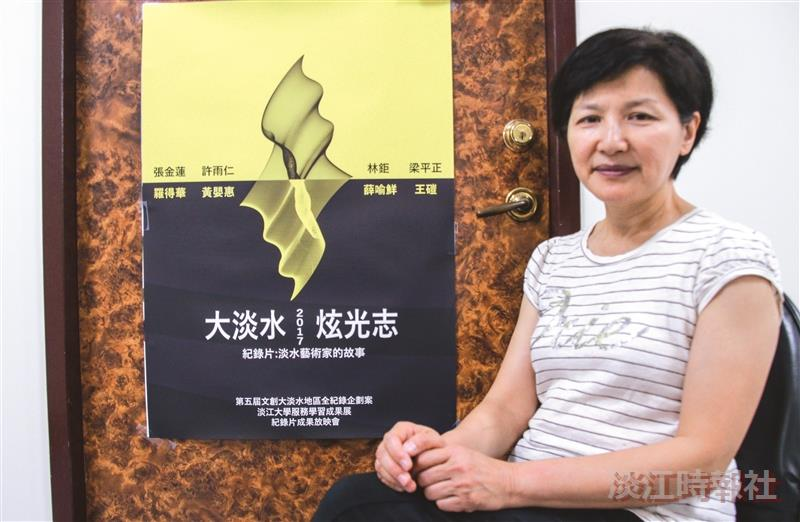 張金蓮 許雨仁 林鉅 梁平正
羅得華 黃嬰惠 薛喻鮮 王磑
大淡水 2017 炫光志
紀錄片:淡水藝術家的故事
第五屆文創大淡水地區全紀錄企劃案
淡江大學服務學習成果展
紀錄片成果放映會
淡江時報社